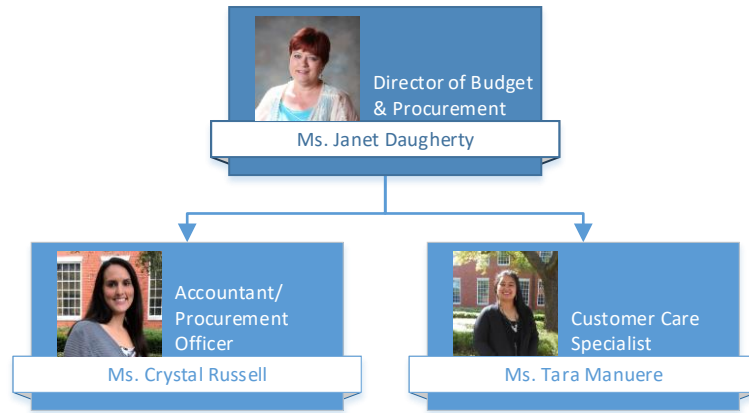 Director of Budget
& Procurement
Ms. Janet Daugherty
Accountant/
Procurement
Officer
Ms. Crystal Russell
Customer Care
Specialist
Ms. Tara Manuere